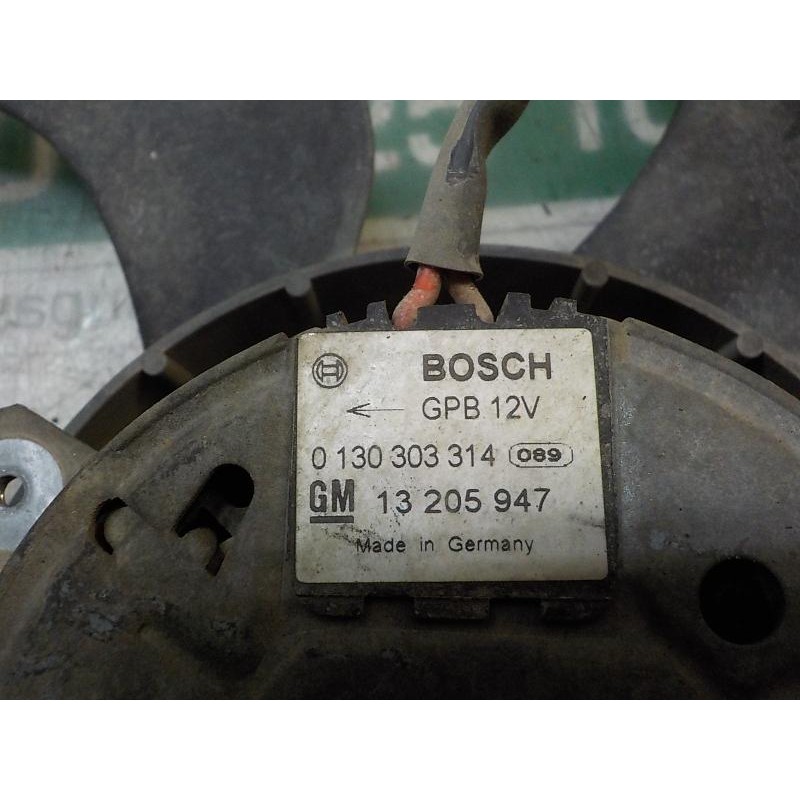 BOSCH
GPB 12V
0 130 303 314 089
GM 13 205 947
Made in Germany